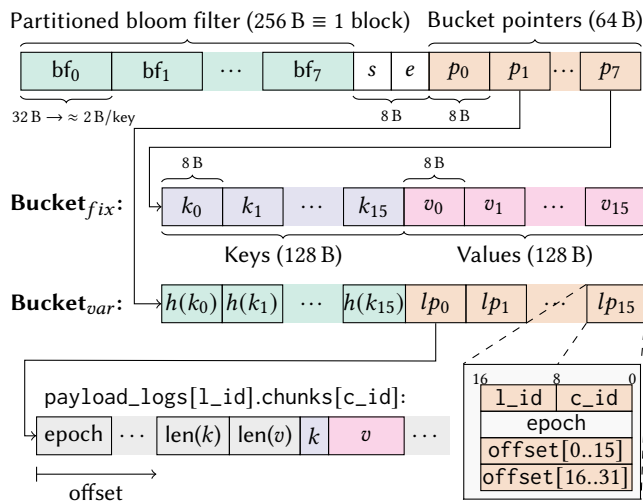 Partitioned bloom filter (256 B ≡ 1 block) Bucket pointers (64 B)
bf₀ bf₁ ··· bf₇ s e p₀ p₁ ··· p₇
32 B → ≈ 2 B/key 8 B 8 B
8 B 8 B
Bucket_fix: k₀ k₁ ··· k₁₅ v₀ v₁ ··· v₁₅
Keys (128 B) Values (128 B)
Bucket_var: h(k₀) h(k₁) ··· h(k₁₅) lp₀ lp₁ ··· lp₁₅
payload_logs[l_id].chunks[c_id]:
epoch ··· len(k) len(v) k v ···
offset
16 8 0
l_id c_id
epoch
offset[0..15]
offset[16..31]